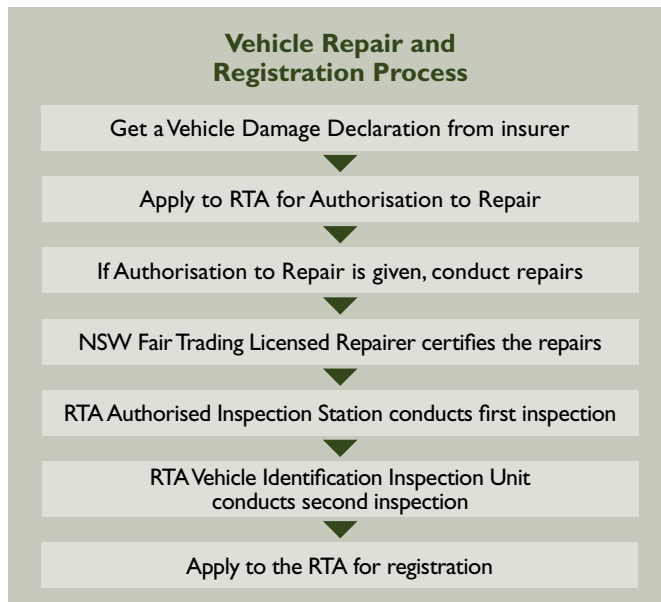 Vehicle Repair and
Registration Process
Get a Vehicle Damage Declaration from insurer
Apply to RTA for Authorisation to Repair
If Authorisation to Repair is given, conduct repairs
NSW Fair Trading Licensed Repairer certifies the repairs
RTA Authorised Inspection Station conducts first inspection
RTA Vehicle Identification Inspection Unit
conducts second inspection
Apply to the RTA for registration